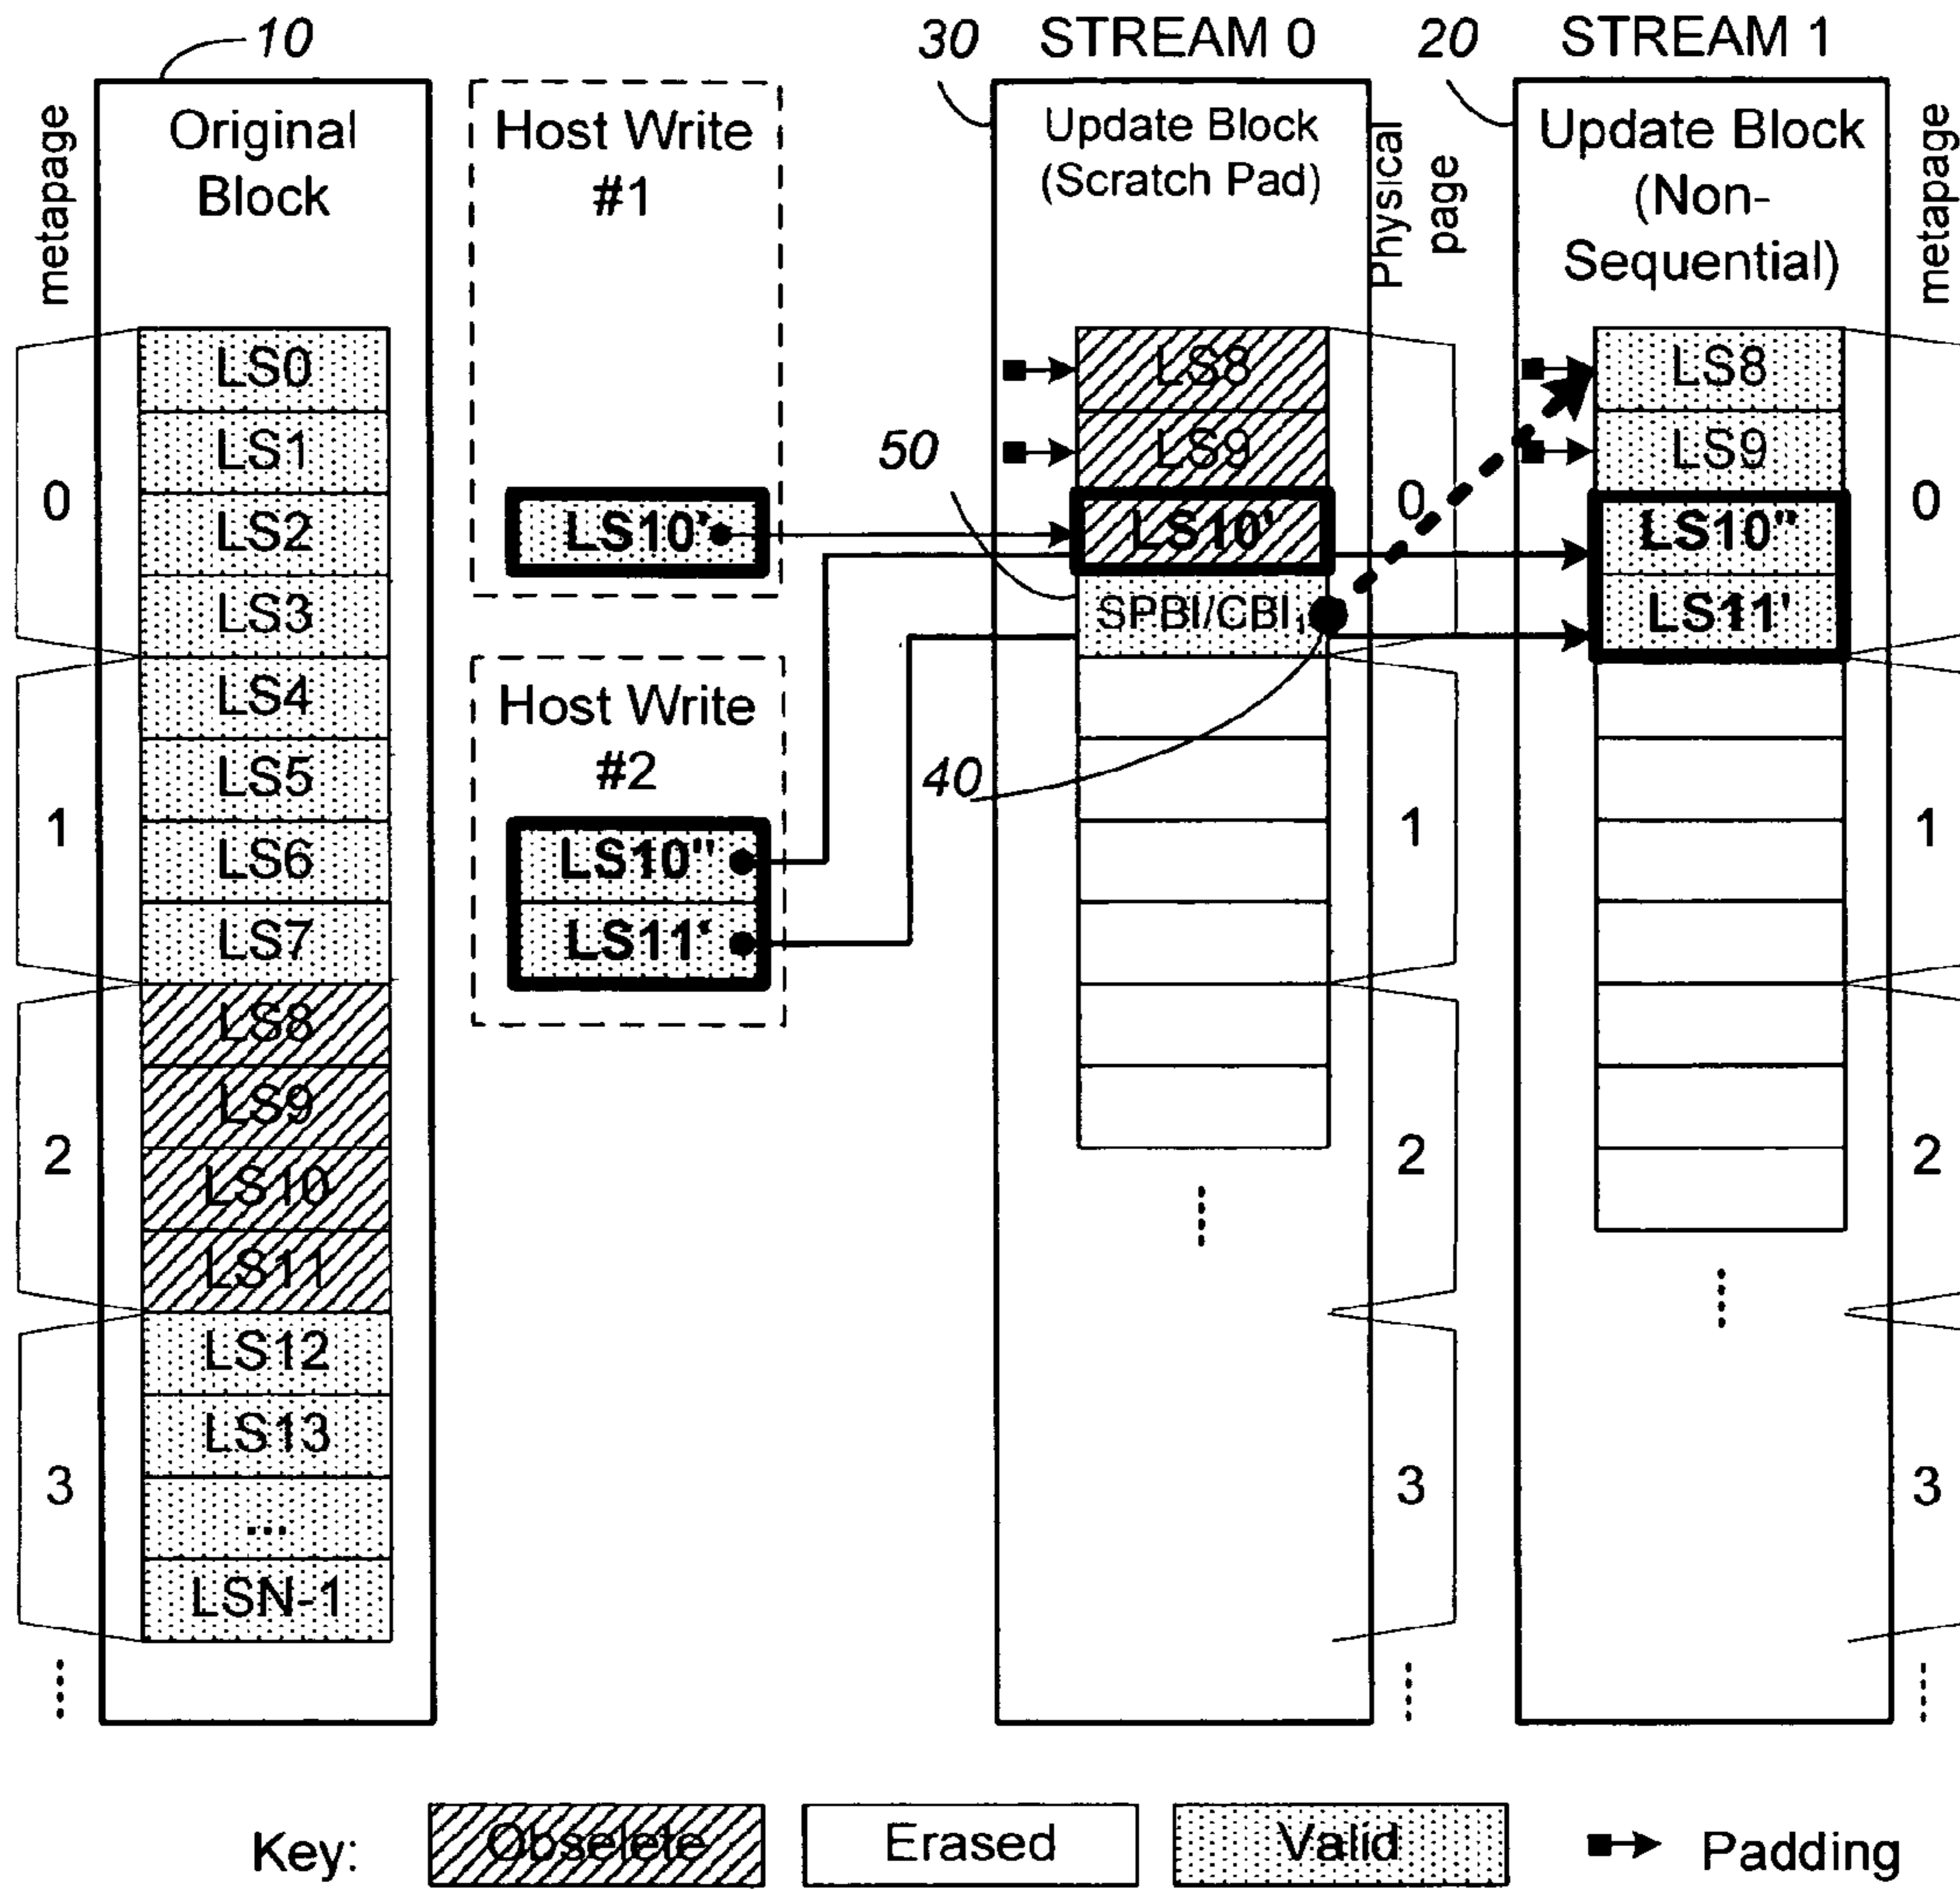 10
metapage
Original
Block
0
1
2
3
LS0
LS1
LS2
LS3
LS4
LS5
LS6
LS7
LS8
LS9
LS10
LS11
LS12
LS13
...
LSN-1
Host Write
#1
LS10'
Host Write
#2
LS10"
LS11'
30
STREAM 0
Update Block
(Scratch Pad)
Physical
page
LS8
LS9
LS10'
SPBI/CBI
50
40
0
1
2
3
20
STREAM 1
Update Block
(Non-
Sequential)
metapage
LS8
LS9
LS10"
LS11'
0
1
2
3
Key:
Obselete
Erased
Valid
Padding